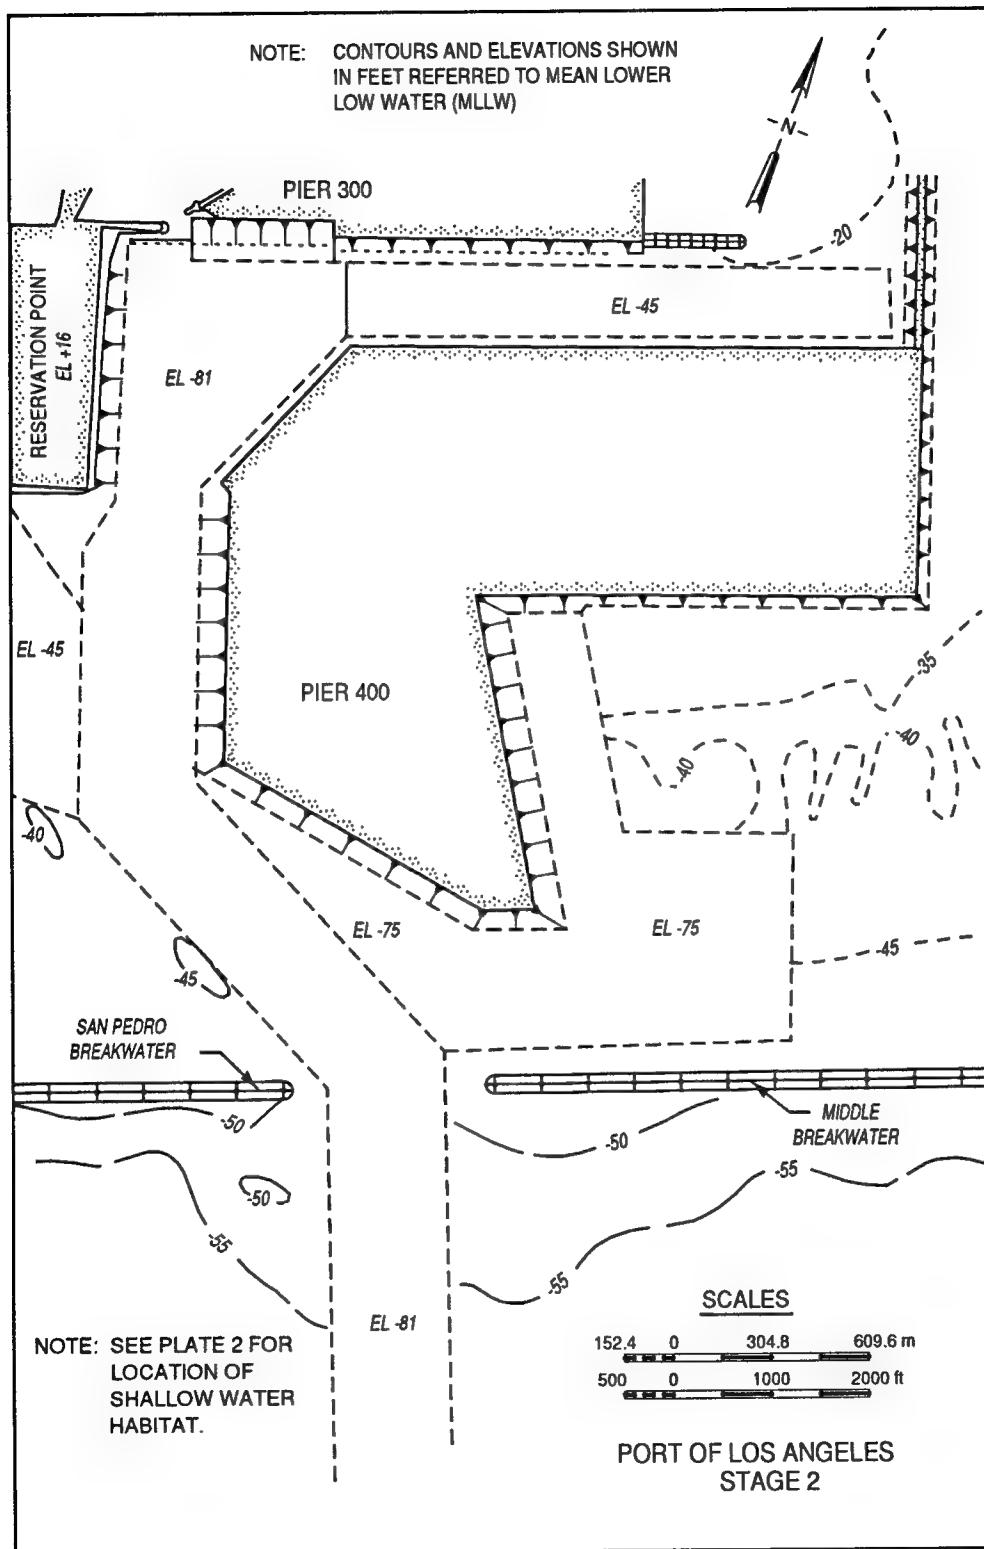 NOTE: CONTOURS AND ELEVATIONS SHOWN
IN FEET REFERRED TO MEAN LOWER
LOW WATER (MLLW)
-N-
PIER 300
-20
EL -45
RESERVATION POINT
EL +16
EL -81
EL -45
-35
PIER 400
-40
-40
-40
EL -75
EL -75
-45
-45
SAN PEDRO
BREAKWATER
-50
MIDDLE
BREAKWATER
-50
-50
-55
-55
-55
EL -81
SCALES
152.4 0 304.8 609.6 m
500 0 1000 2000 ft
NOTE: SEE PLATE 2 FOR
LOCATION OF
SHALLOW WATER
HABITAT.
PORT OF LOS ANGELES
STAGE 2